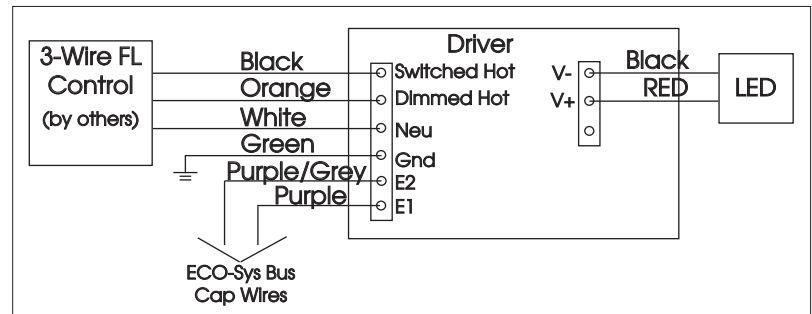 Driver
3-Wire FL
Control
(by others)
Black
Orange
White
Green
Purple/Grey
Purple
Switched Hot
Dimmed Hot
Neu
Gnd
E2
E1
V-
V+
Black
RED
LED
ECO-Sys Bus
Cap Wires